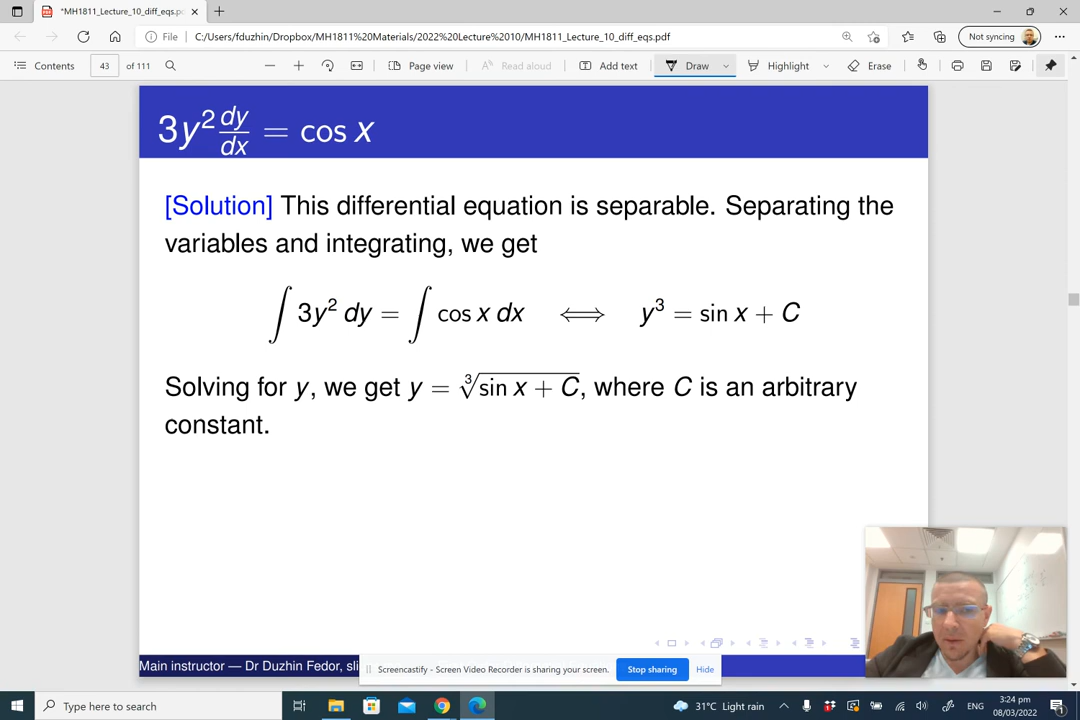 *MH1811_Lecture_10_diff_eqs.pd
File C:/Users/fduzhin/Dropbox/MH1811%20Materials/2022%20Lecture%2010/MH1811_Lecture_10_diff_eqs.pdf
Not syncing
Contents 43 of 111 Page view Read aloud Add text Draw Highlight Erase
3y² dy/dx = cos x
[Solution] This differential equation is separable. Separating the
variables and integrating, we get
∫ 3y² dy = ∫ cos x dx ⟺ y³ = sin x + C
Solving for y, we get y = ∛(sin x + C), where C is an arbitrary
constant.
Main instructor — Dr Duzhin Fedor, sli
Screencastify - Screen Video Recorder is sharing your screen. Stop sharing Hide
Type here to search
31°C Light rain
ENG
3:24 pm
08/03/2022
1